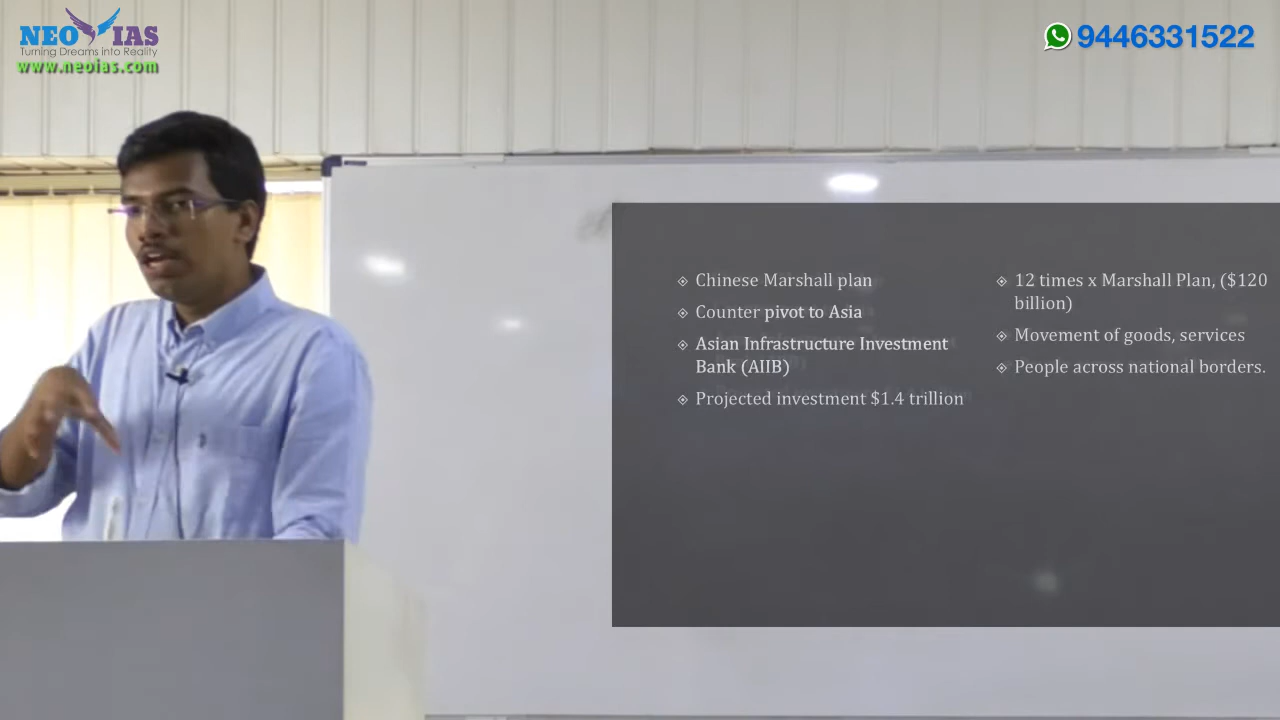 NEO IAS
Turning Dreams into Reality
www.neoias.com
9446331522
Chinese Marshall plan
Counter pivot to Asia
Asian Infrastructure Investment
Bank (AIIB)
Projected investment $1.4 trillion
12 times x Marshall Plan, ($120
billion)
Movement of goods, services
People across national borders.